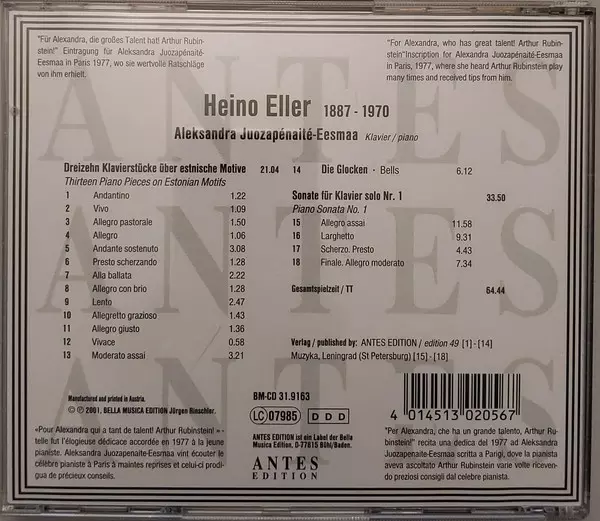 "Für Alexandra, die großes Talent hat! Arthur Rubin-
stein!" Eintragung für Aleksandra Juozapénaité-
Eesmaa in Paris 1977, wo sie wertvolle Ratschläge
von ihm erhielt.
"For Alexandra, who has great talent! Arthur Rubin-
stein"Inscription for Aleksandra Juozapénaité-Eesmaa
in Paris, 1977, where she heard Arthur Rubinstein play
many times and received tips from him.
ANTES
Heino Eller 1887 - 1970
Aleksandra Juozapénaité-Eesmaa Klavier / piano
Dreizehn Klavierstücke über estnische Motive 21.04
Thirteen Piano Pieces on Estonian Motifs
1 Andantino 1.22
2 Vivo 1.09
3 Allegro pastorale 1.50
4 Allegro 1.06
5 Andante sostenuto 3.08
6 Presto scherzando 1.28
7 Alla ballata 2.22
8 Allegro con brio 1.28
9 Lento 2.47
10 Allegretto grazioso 1.43
11 Allegro giusto 1.36
12 Vivace 0.58
13 Moderato assai 3.21
14 Die Glocken · Bells 6.12
Sonate für Klavier solo Nr. 1 33.50
Piano Sonata No. 1
15 Allegro assai 11.58
16 Larghetto 9.31
17 Scherzo. Presto 4.43
18 Finale. Allegro moderato 7.34
Gesamtspielzeit / TT 64.44
ANTES
Verlag / published by: ANTES EDITION / edition 49 [1] - [14]
Muzyka, Leningrad (St Petersburg) [15] - [18]
ANTES
Manufactured and printed in Austria.
© ℗ 2001, BELLA MUSICA EDITION Jürgen Rinschler.
BM-CD 31.9163
LC 07985 D D D
4 014513 020567
«Pour Alexandra qui a tant de talent! Arthur Rubinstein! » -
telle fut l'élogieuse dédicace accordée en 1977 à la jeune
pianiste. Aleksandra Juozapenaite-Eesmaa vint écouter le
célèbre pianiste à Paris à maintes reprises et celui-ci prodi-
gua de précieux conseils.
ANTES EDITION ist ein Label der Bella
Musica Edition, D-77815 Bühl/Baden.
ANTES
EDITION
"Per Alexandra, che ha un grande talento, Arthur Ru-
binstein!" recita una dedica del 1977 ad Aleksandra
Juozapenaite-Eesmaa scritta a Parigi, dove la pianista
aveva ascoltato Arthur Rubinstein varie volte ricevendo
preziosi consigli dal celebre pianista.